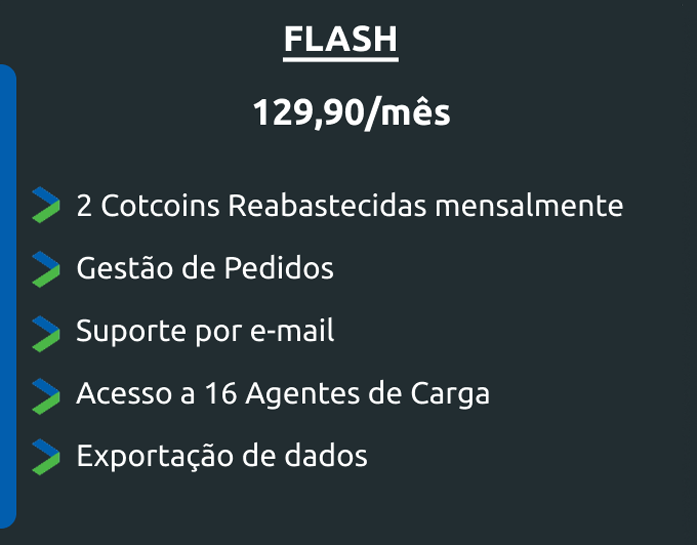 FLASH
129,90/mês
2 Cotcoins Reabastecidas mensalmente
Gestão de Pedidos
Suporte por e-mail
Acesso a 16 Agentes de Carga
Exportação de dados